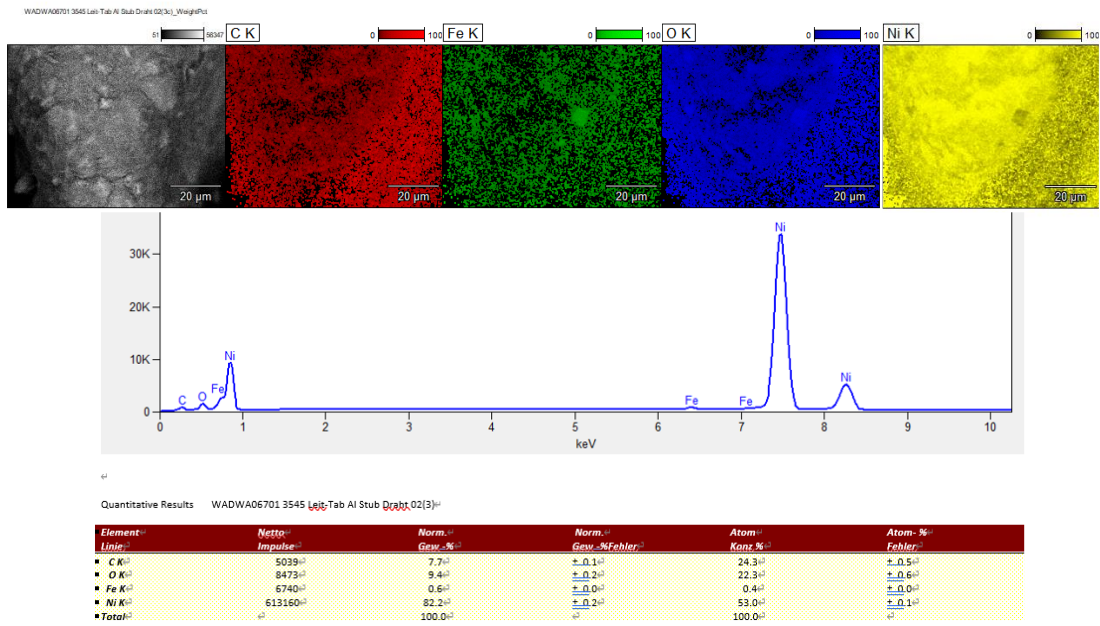 WADWA06701 3545 Leit-Tab Al Stub Draht 02(3c)_WeightPct
51 56347 C K 0 100 Fe K 0 100 O K 0 100 Ni K 0 100
20 µm 20 µm 20 µm 20 µm 20 µm
Ni
30K
20K
10K
Ni
Ni
Fe
C O
Fe Fe
0
0 1 2 3 4 5 6 7 8 9 10
keV
Quantitative Results WADWA06701 3545 Leit-Tab Al Stub Draht 02(3)
Element Netto Norm. Norm. Atom Atom- %
Linie Impulse Gew.-% Gew.-%Fehler Konz.% Fehler
C K 5039 7.7 ± 0.1 24.3 ± 0.5
O K 8473 9.4 ± 0.2 22.3 ± 0.6
Fe K 6740 0.6 ± 0.0 0.4 ± 0.0
Ni K 613160 82.2 ± 0.2 53.0 ± 0.1
Total 100.0 100.0